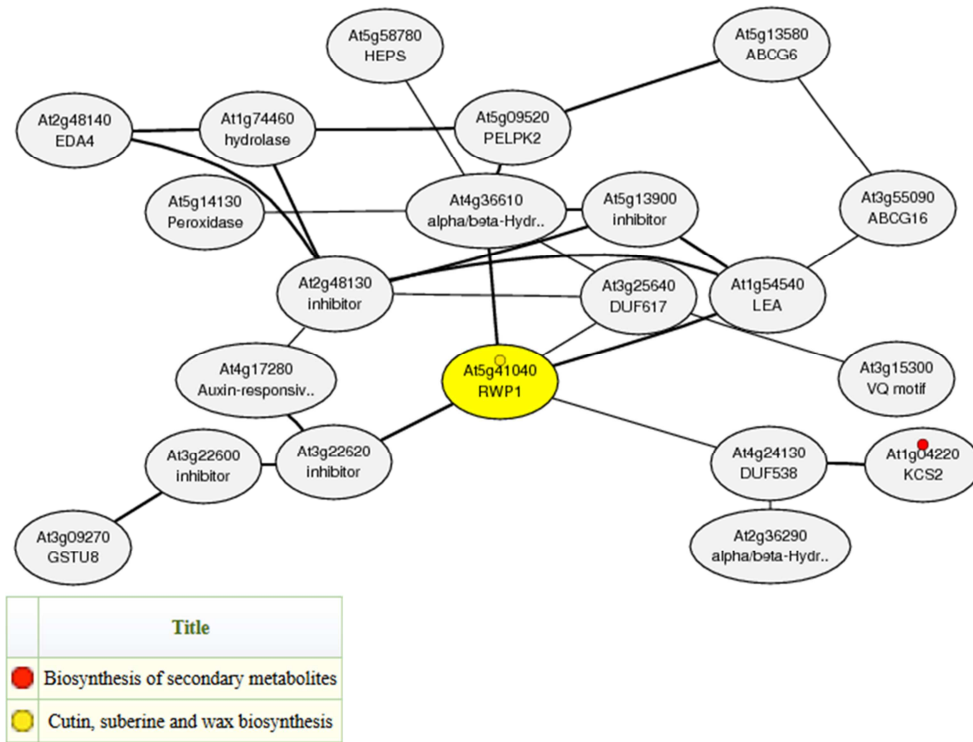 At5g58780
HEPS
At5g13580
ABCG6
At2g48140
EDA4
At1g74460
hydrolase
At5g09520
PELPK2
At5g14130
Peroxidase
At4g36610
alpha/beta-Hydr..
At5g13900
inhibitor
At3g55090
ABCG16
At2g48130
inhibitor
At3g25640
DUF617
At1g54540
LEA
At4g17280
Auxin-responsiv..
At5g41040
RWP1
At3g15300
VQ motif
At3g22600
inhibitor
At3g22620
inhibitor
At4g24130
DUF538
At1g04220
KCS2
At3g09270
GSTU8
At2g36290
alpha/beta-Hydr..
Title
Biosynthesis of secondary metabolites
Cutin, suberine and wax biosynthesis